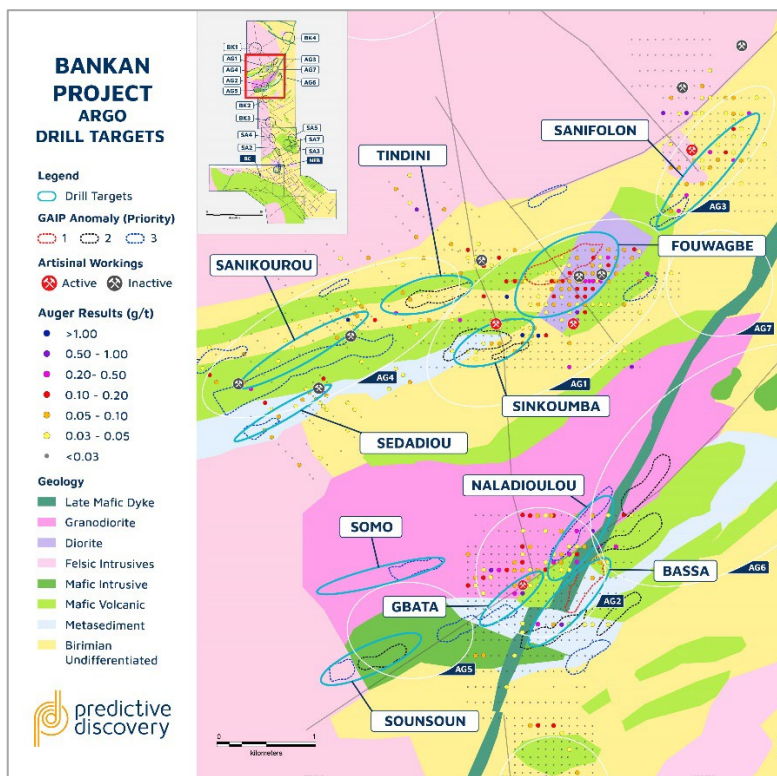 BANKAN
PROJECT
ARGO
DRILL TARGETS
Legend
Drill Targets
GAIP Anomaly (Priority)
1 2 3
Artisinal Workings
Active Inactive
Auger Results (g/t)
>1.00
0.50 - 1.00
0.20- 0.50
0.10 - 0.20
0.05 - 0.10
0.03 - 0.05
<0.03
Geology
Late Mafic Dyke
Granodiorite
Diorite
Felsic Intrusives
Mafic Intrusive
Mafic Volcanic
Metasediment
Birimian
Undifferentiated
predictive
discovery
BK1
BK4
AG1
AG3
AG4
AG7
AG2
AG6
AG5
BK2
BK3
SA4
SA5
SA7
SA2
SA3
BC
NEB
SANIFOLON
TINDINI
AG3
FOUWAGBE
SANIKOUROU
AG7
AG4
AG1
SINKOUMBA
SEDADIOU
NALADIOULOU
SOMO
BASSA
AG6
GBATA
AG2
AG5
SOUNSOUN
0 1
kilometers